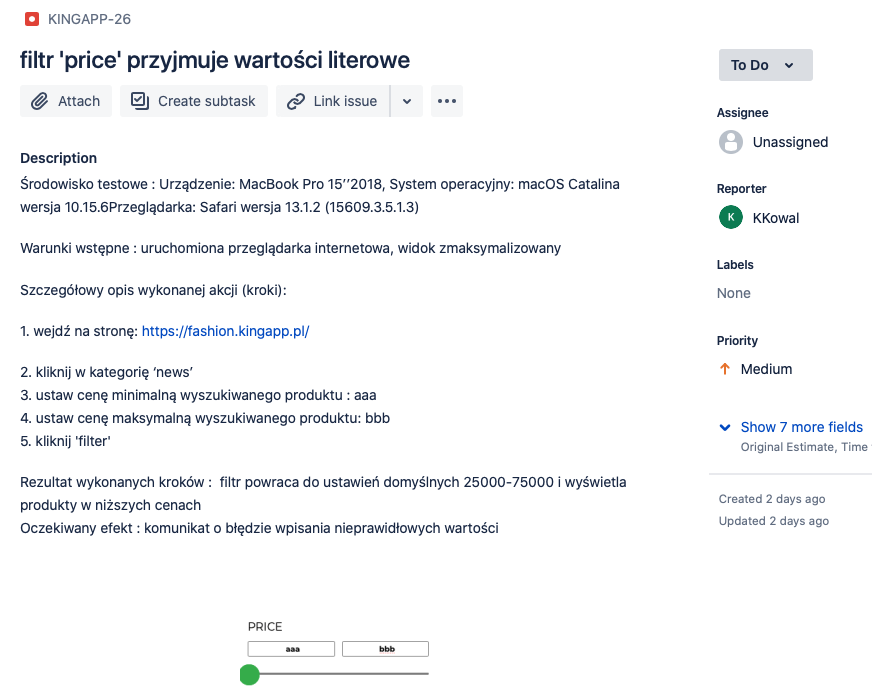 KINGAPP-26
filtr 'price' przyjmuje wartości literowe
Attach
Create subtask
Link issue
To Do
Description
Środowisko testowe : Urządzenie: MacBook Pro 15’’2018, System operacyjny: macOS Catalina
wersja 10.15.6Przeglądarka: Safari wersja 13.1.2 (15609.3.5.1.3)
Warunki wstępne : uruchomiona przeglądarka internetowa, widok zmaksymalizowany
Szczegółowy opis wykonanej akcji (kroki):
1. wejdź na stronę: https://fashion.kingapp.pl/
2. kliknij w kategorię ‘news’
3. ustaw cenę minimalną wyszukiwanego produktu : aaa
4. ustaw cenę maksymalną wyszukiwanego produktu: bbb
5. kliknij 'filter'
Rezultat wykonanych kroków : filtr powraca do ustawień domyślnych 25000-75000 i wyświetla
produkty w niższych cenach
Oczekiwany efekt : komunikat o błędzie wpisania nieprawidłowych wartości
PRICE
aaa bbb
Assignee
Unassigned
Reporter
K KKowal
Labels
None
Priority
Medium
Show 7 more fields
Original Estimate, Time
Created 2 days ago
Updated 2 days ago